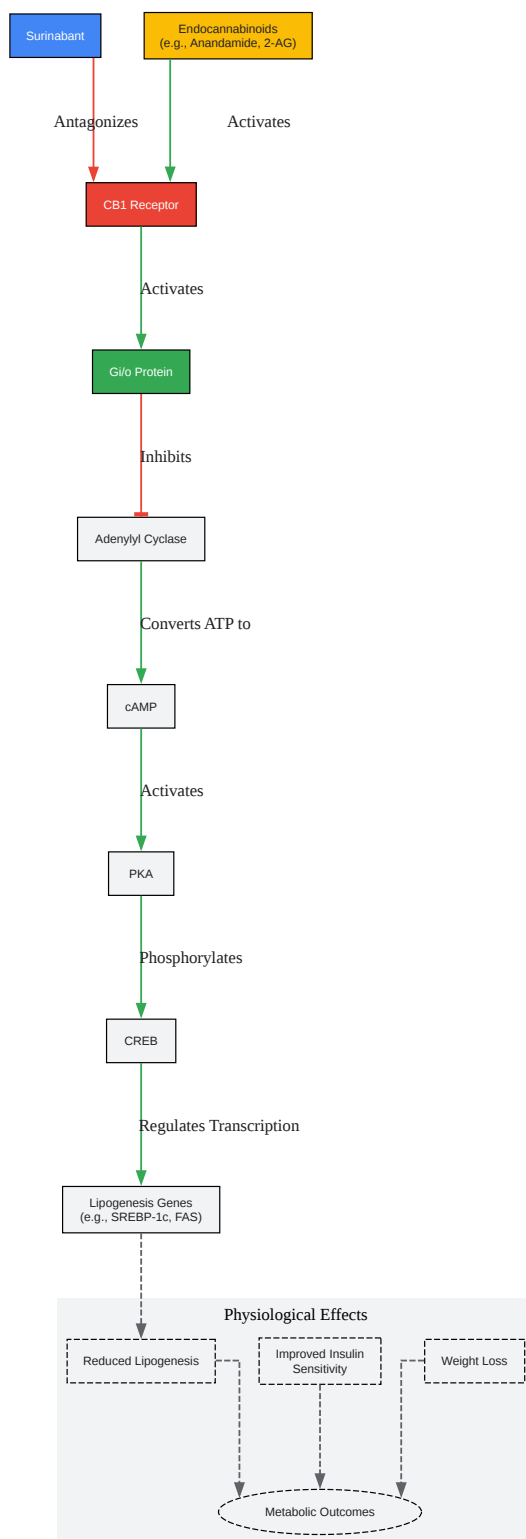 Surinabant
Endocannabinoids
(e.g., Anandamide, 2-AG)
Antagonizes
Activates
CB1 Receptor
Activates
Gi/o Protein
Inhibits
Adenylyl Cyclase
Converts ATP to
cAMP
Activates
PKA
Phosphorylates
CREB
Regulates Transcription
Lipogenesis Genes
(e.g., SREBP-1c, FAS)
Physiological Effects
Reduced Lipogenesis
Improved Insulin
Sensitivity
Weight Loss
Metabolic Outcomes